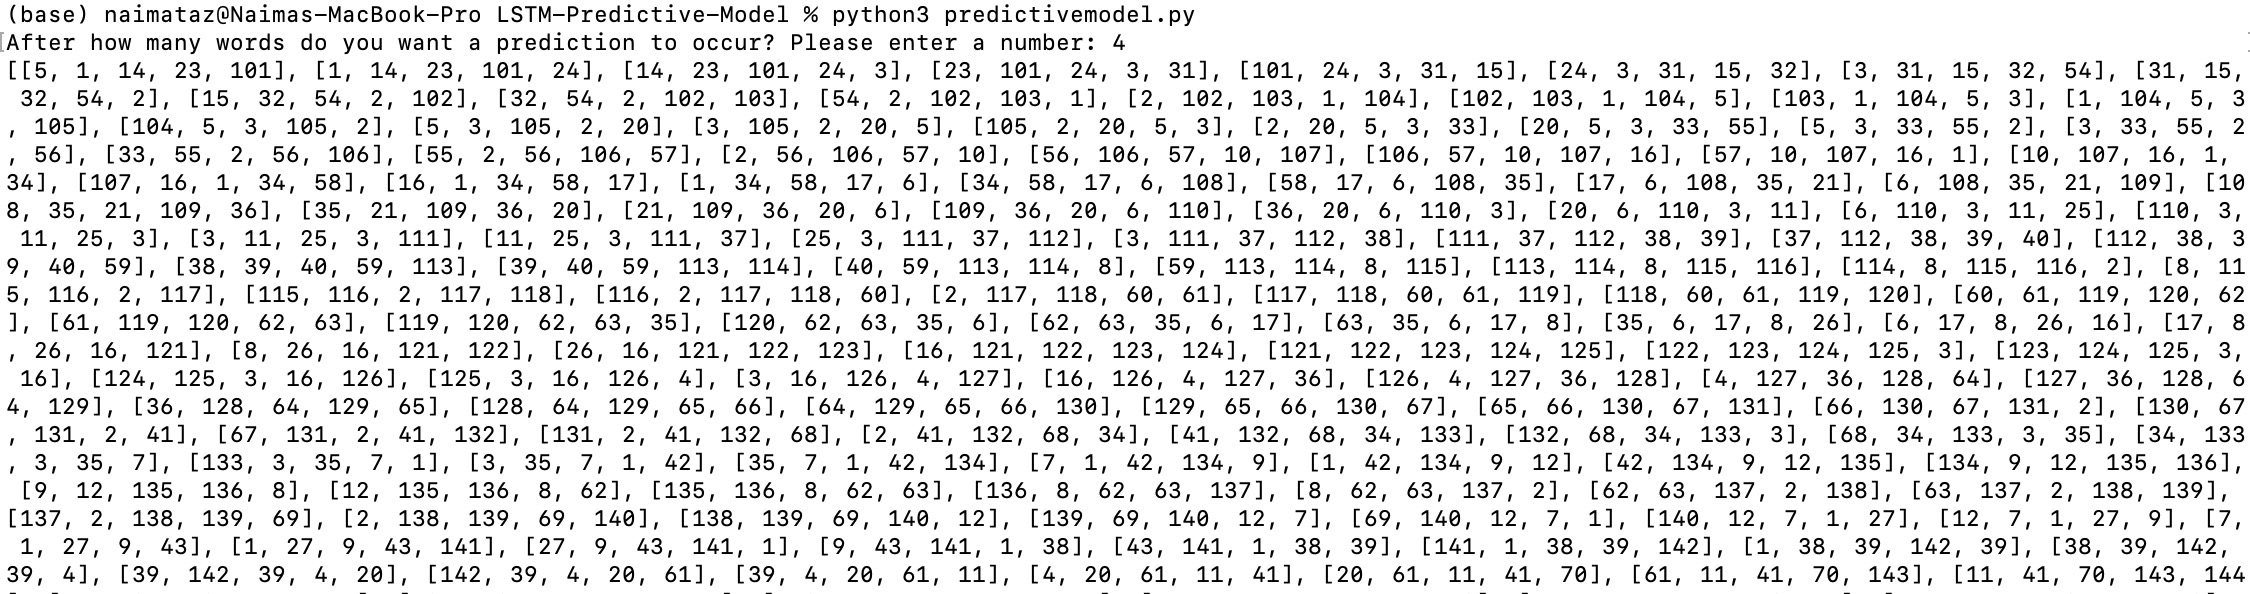 (base) naimataz@Naimas-MacBook-Pro LSTM-Predictive-Model % python3 predictivemodel.py
[After how many words do you want a prediction to occur? Please enter a number: 4
[[5, 1, 14, 23, 101], [1, 14, 23, 101, 24], [14, 23, 101, 24, 3], [23, 101, 24, 3, 31], [101, 24, 3, 31, 15], [24, 3, 31, 15, 32], [3, 31, 15, 32, 54], [31, 15,
 32, 54, 2], [15, 32, 54, 2, 102], [32, 54, 2, 102, 103], [54, 2, 102, 103, 1], [2, 102, 103, 1, 104], [102, 103, 1, 104, 5], [103, 1, 104, 5, 3], [1, 104, 5, 3
, 105], [104, 5, 3, 105, 2], [5, 3, 105, 2, 20], [3, 105, 2, 20, 5], [105, 2, 20, 5, 3], [2, 20, 5, 3, 33], [20, 5, 3, 33, 55], [5, 3, 33, 55, 2], [3, 33, 55, 2
, 56], [33, 55, 2, 56, 106], [55, 2, 56, 106, 57], [2, 56, 106, 57, 10], [56, 106, 57, 10, 107], [106, 57, 10, 107, 16], [57, 10, 107, 16, 1], [10, 107, 16, 1,
34], [107, 16, 1, 34, 58], [16, 1, 34, 58, 17], [1, 34, 58, 17, 6], [34, 58, 17, 6, 108], [58, 17, 6, 108, 35], [17, 6, 108, 35, 21], [6, 108, 35, 21, 109], [10
8, 35, 21, 109, 36], [35, 21, 109, 36, 20], [21, 109, 36, 20, 6], [109, 36, 20, 6, 110], [36, 20, 6, 110, 3], [20, 6, 110, 3, 11], [6, 110, 3, 11, 25], [110, 3,
 11, 25, 3], [3, 11, 25, 3, 111], [11, 25, 3, 111, 37], [25, 3, 111, 37, 112], [3, 111, 37, 112, 38], [111, 37, 112, 38, 39], [37, 112, 38, 39, 40], [112, 38, 3
9, 40, 59], [38, 39, 40, 59, 113], [39, 40, 59, 113, 114], [40, 59, 113, 114, 8], [59, 113, 114, 8, 115], [113, 114, 8, 115, 116], [114, 8, 115, 116, 2], [8, 11
5, 116, 2, 117], [115, 116, 2, 117, 118], [116, 2, 117, 118, 60], [2, 117, 118, 60, 61], [117, 118, 60, 61, 119], [118, 60, 61, 119, 120], [60, 61, 119, 120, 62
], [61, 119, 120, 62, 63], [119, 120, 62, 63, 35], [120, 62, 63, 35, 6], [62, 63, 35, 6, 17], [63, 35, 6, 17, 8], [35, 6, 17, 8, 26], [6, 17, 8, 26, 16], [17, 8
, 26, 16, 121], [8, 26, 16, 121, 122], [26, 16, 121, 122, 123], [16, 121, 122, 123, 124], [121, 122, 123, 124, 125], [122, 123, 124, 125, 3], [123, 124, 125, 3,
 16], [124, 125, 3, 16, 126], [125, 3, 16, 126, 4], [3, 16, 126, 4, 127], [16, 126, 4, 127, 36], [126, 4, 127, 36, 128], [4, 127, 36, 128, 64], [127, 36, 128, 6
4, 129], [36, 128, 64, 129, 65], [128, 64, 129, 65, 66], [64, 129, 65, 66, 130], [129, 65, 66, 130, 67], [65, 66, 130, 67, 131], [66, 130, 67, 131, 2], [130, 67
, 131, 2, 41], [67, 131, 2, 41, 132], [131, 2, 41, 132, 68], [2, 41, 132, 68, 34], [41, 132, 68, 34, 133], [132, 68, 34, 133, 3], [68, 34, 133, 3, 35], [34, 133
, 3, 35, 7], [133, 3, 35, 7, 1], [3, 35, 7, 1, 42], [35, 7, 1, 42, 134], [7, 1, 42, 134, 9], [1, 42, 134, 9, 12], [42, 134, 9, 12, 135], [134, 9, 12, 135, 136],
 [9, 12, 135, 136, 8], [12, 135, 136, 8, 62], [135, 136, 8, 62, 63], [136, 8, 62, 63, 137], [8, 62, 63, 137, 2], [62, 63, 137, 2, 138], [63, 137, 2, 138, 139],
[137, 2, 138, 139, 69], [2, 138, 139, 69, 140], [138, 139, 69, 140, 12], [139, 69, 140, 12, 7], [69, 140, 12, 7, 1], [140, 12, 7, 1, 27], [12, 7, 1, 27, 9], [7,
 1, 27, 9, 43], [1, 27, 9, 43, 141], [27, 9, 43, 141, 1], [9, 43, 141, 1, 38], [43, 141, 1, 38, 39], [141, 1, 38, 39, 142], [1, 38, 39, 142, 39], [38, 39, 142,
39, 4], [39, 142, 39, 4, 20], [142, 39, 4, 20, 61], [39, 4, 20, 61, 11], [4, 20, 61, 11, 41], [20, 61, 11, 41, 70], [61, 11, 41, 70, 143], [11, 41, 70, 143, 144